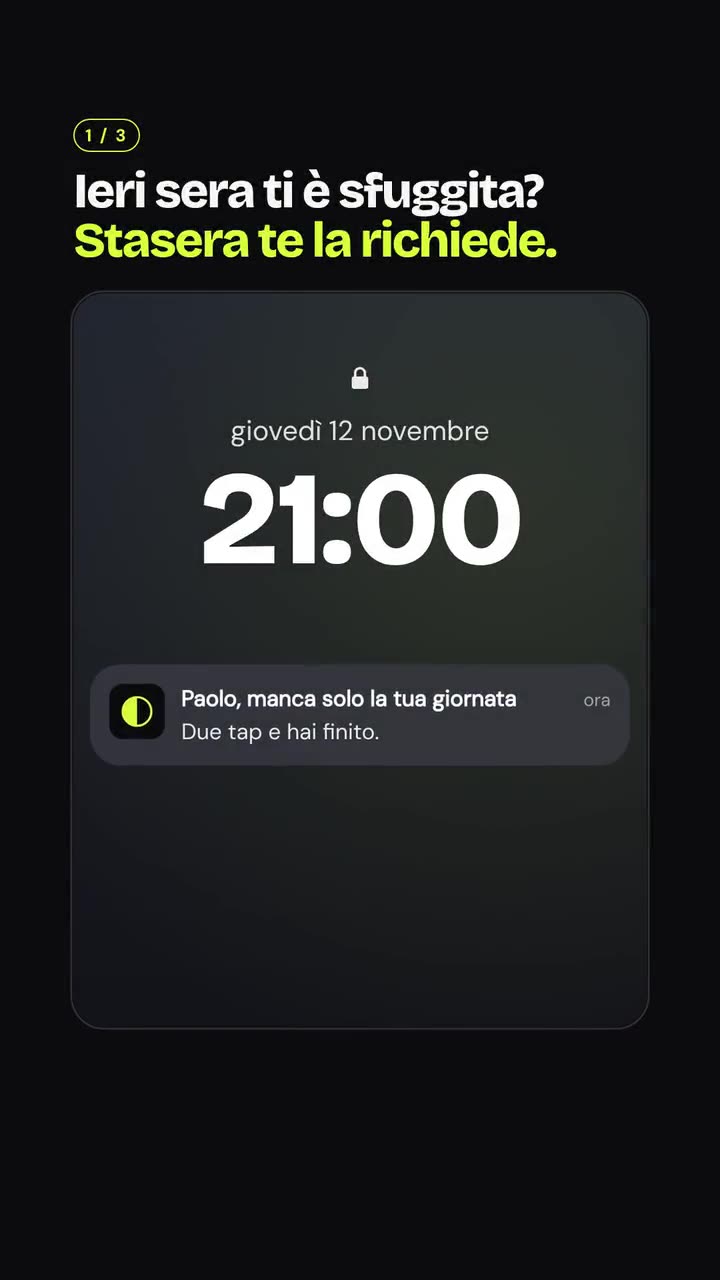 1 / 3
Ieri sera ti è sfuggita?
Stasera te la richiede.
giovedì 12 novembre
21:00
Paolo, manca solo la tua giornata
ora
Due tap e hai finito.